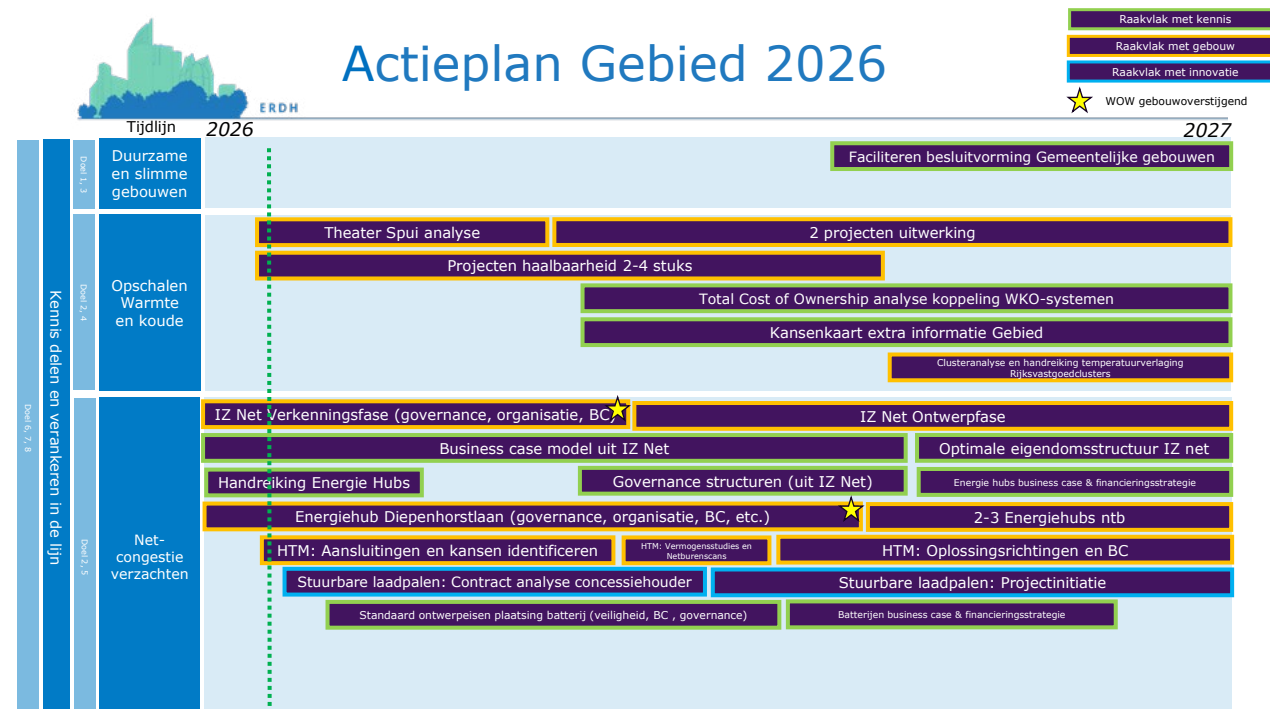 Actieplan Gebied 2026
ERDH
Raakvlak met kennis
Raakvlak met gebouw
Raakvlak met innovatie
WOW gebouwoverstijgend
Tijdlijn
2026
2027
Doel 6, 7, 8
Kennis delen en verankeren in de lijn
Doel 1, 3
Duurzame
en slimme
gebouwen
Faciliteren besluitvorming Gemeentelijke gebouwen
Doel 2, 4
Opschalen
Warmte
en koude
Theater Spui analyse
2 projecten uitwerking
Projecten haalbaarheid 2-4 stuks
Total Cost of Ownership analyse koppeling WKO-systemen
Kansenkaart extra informatie Gebied
Clusteranalyse en handreiking temperatuurverlaging
Rijksvastgoedclusters
Doel 2, 5
Net-
congestie
verzachten
IZ Net Verkenningsfase (governance, organisatie, BC)
IZ Net Ontwerpfase
Business case model uit IZ Net
Optimale eigendomsstructuur IZ net
Handreiking Energie Hubs
Governance structuren (uit IZ Net)
Energie hubs business case & financieringsstrategie
Energiehub Diepenhorstlaan (governance, organisatie, BC, etc.)
2-3 Energiehubs ntb
HTM: Aansluitingen en kansen identificeren
HTM: Vermogensstudies en
Netburenscans
HTM: Oplossingsrichtingen en BC
Stuurbare laadpalen: Contract analyse concessiehouder
Stuurbare laadpalen: Projectinitiatie
Standaard ontwerpeisen plaatsing batterij (veiligheid, BC , governance)
Batterijen business case & financieringsstrategie